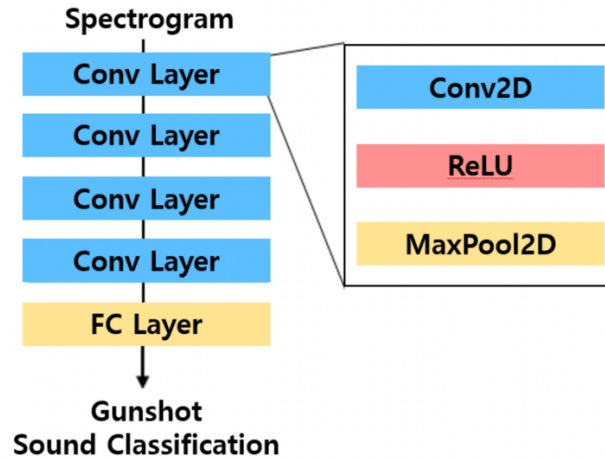 Spectrogram
Conv Layer
Conv Layer
Conv Layer
Conv Layer
FC Layer
Gunshot
Sound Classification
Conv2D
ReLU
MaxPool2D